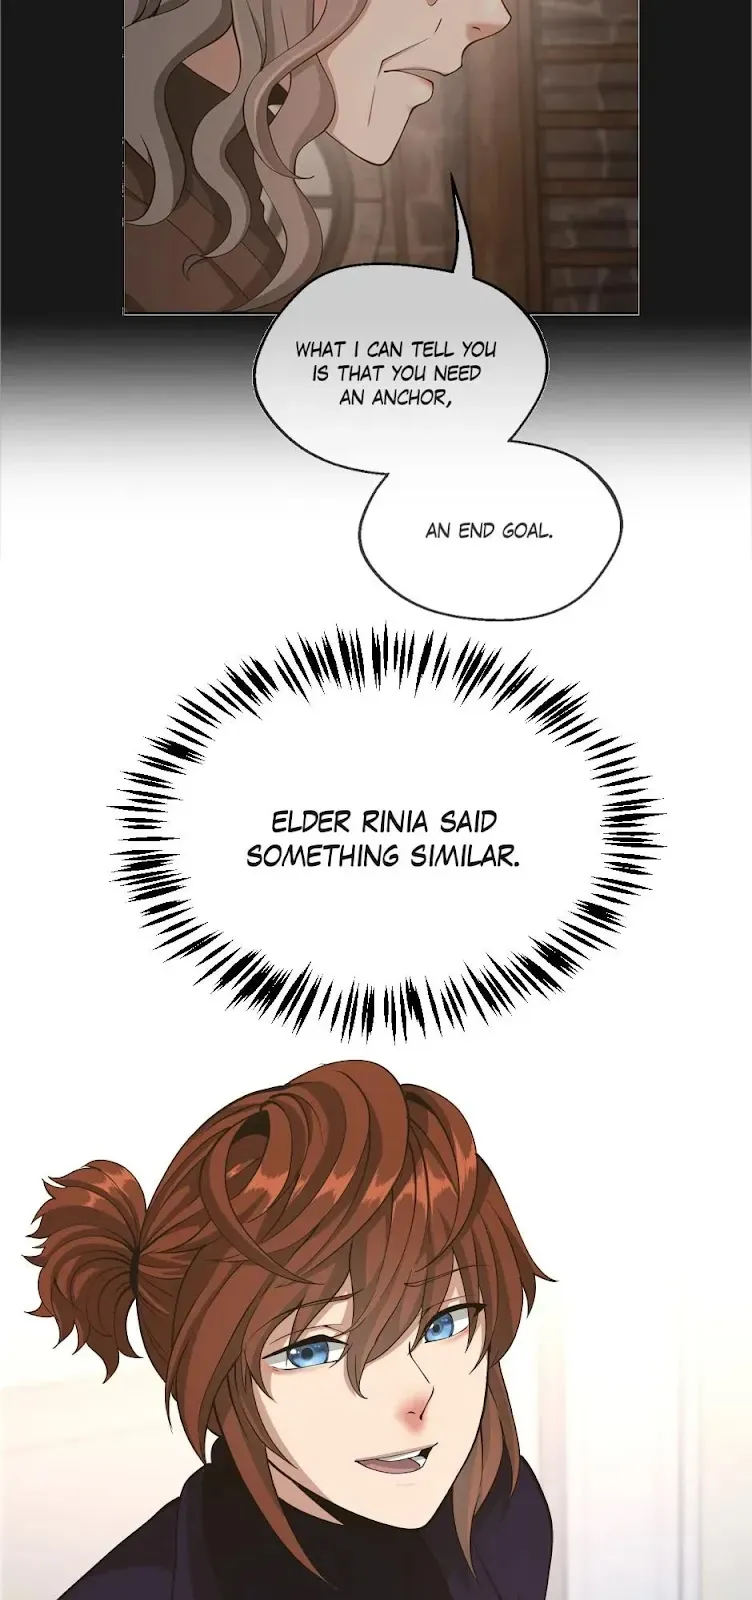 WHAT I CAN TELL YOU
IS THAT YOU NEED
AN ANCHOR,
AN END GOAL.
ELDER RINIA SAID
SOMETHING SIMILAR.